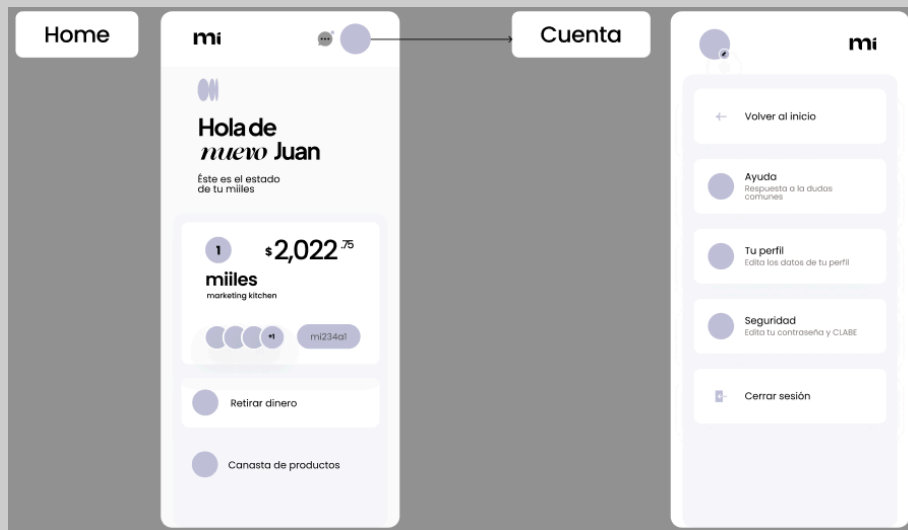 Home
mi
Hola de
nuevo Juan
Éste es el estado
de tu miiles
1
$2,022.75
miiles
marketing kitchen
+1
mi234a1
Retirar dinero
Canasta de productos
Cuenta
mi
Volver al inicio
Ayuda
Respuesta a la dudas
comunes
Tu perfil
Edita los datos de tu perfil
Seguridad
Edita tu contraseña y CLABE
Cerrar sesión